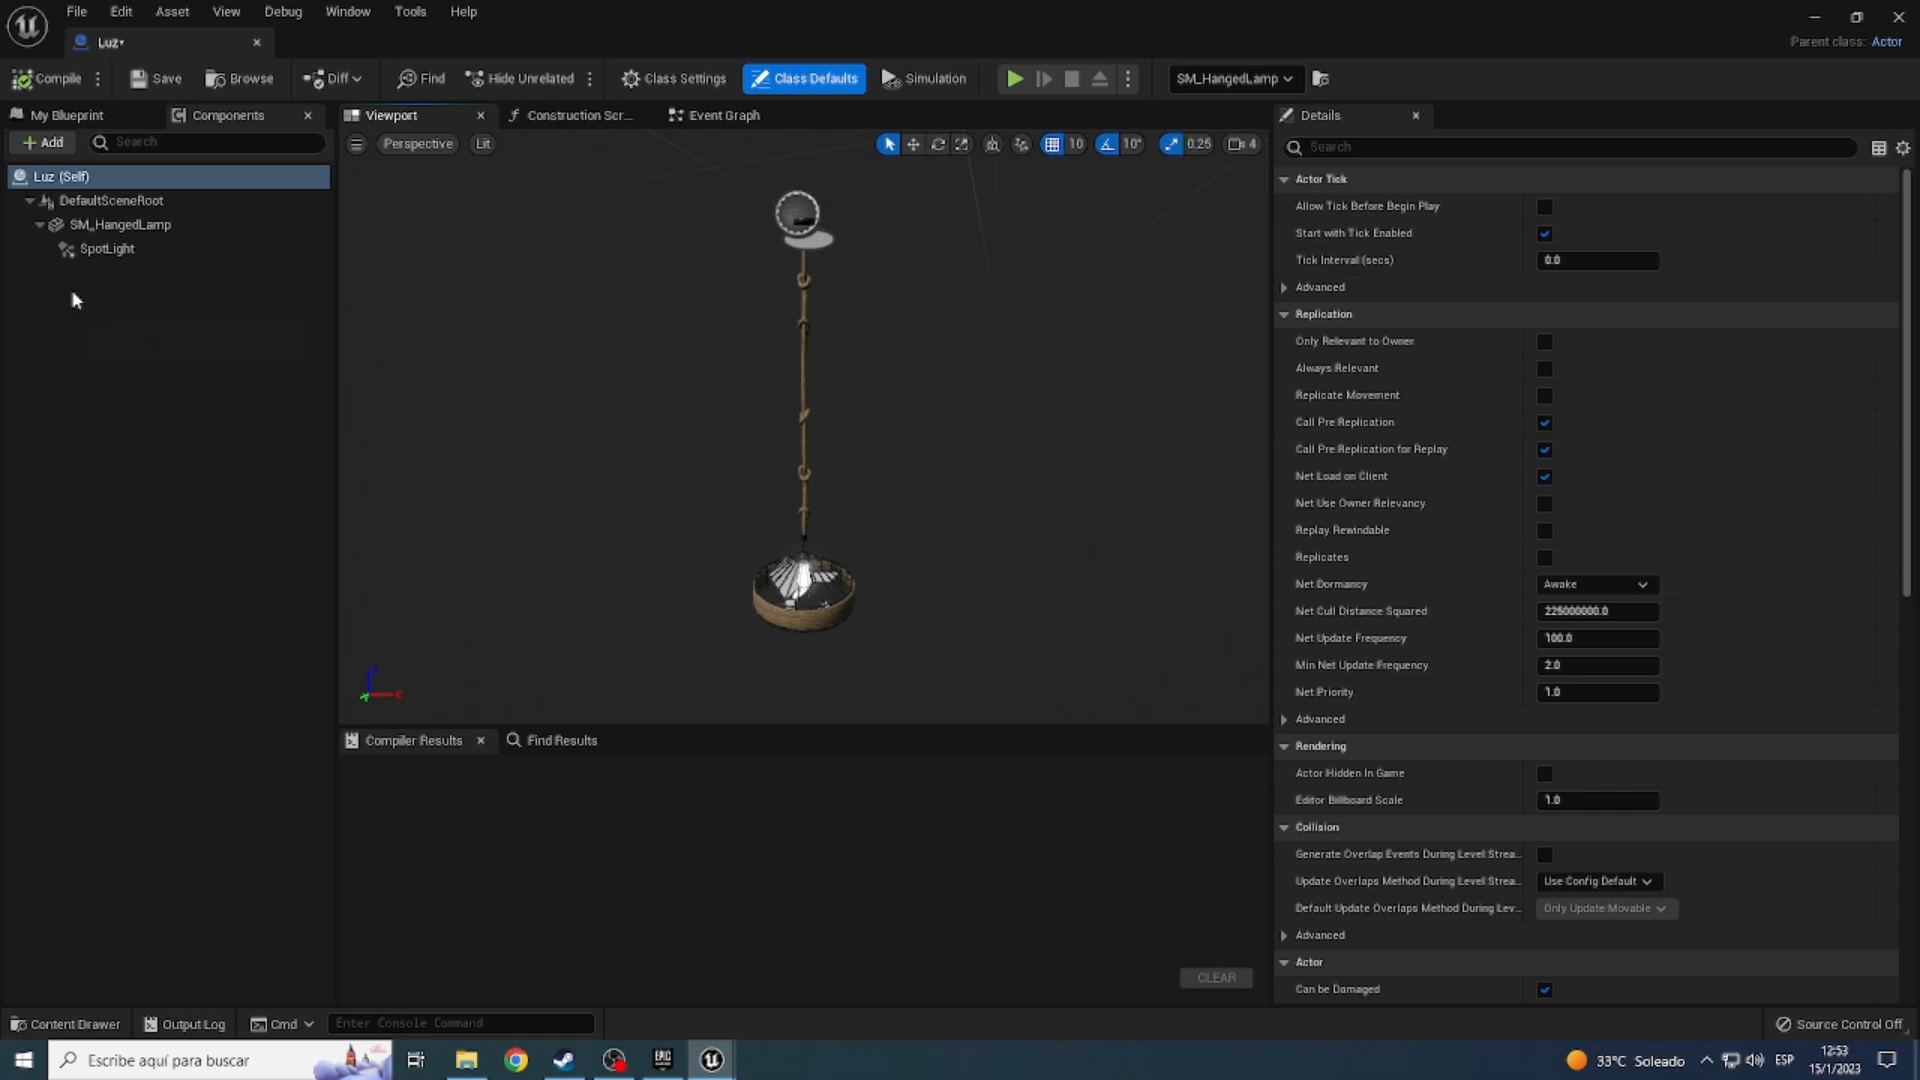 File Edit View Asset Debug Window Tools Help
Luz•
Parent class: Actor
Compile Save Browse Diff Find Hide Unrelated Class Settings Class Defaults Simulation SM_HangedLamp
My Blueprint Components Viewport Construction Scr... Event Graph Details
Add Search
Perspective Lit 10 10° 0.25 4
Search
Luz (Self)
DefaultSceneRoot
SM_HangedLamp
SpotLight
Actor Tick
Allow Tick Before Begin Play
Start with Tick Enabled
Tick Interval (secs) 0.0
Advanced
Replication
Only Relevant to Owner
Always Relevant
Replicate Movement
Call Pre Replication
Call Pre Replication for Replay
Net Load on Client
Net Use Owner Relevancy
Replay Rewindable
Replicates
Net Dormancy Awake
Net Cull Distance Squared 225000000.0
Net Update Frequency 100.0
Min Net Update Frequency 2.0
Net Priority 1.0
Advanced
Rendering
Actor Hidden In Game
Editor Billboard Scale 1.0
Collision
Generate Overlap Events During Level Strea...
Update Overlaps Method During Level Strea... Use Config Default
Default Update Overlaps Method During Lev... Only Update Movable
Advanced
Actor
Can be Damaged
Compiler Results Find Results
CLEAR
Content Drawer Output Log Cmd Enter Console Command Source Control Off
Escribe aquí para buscar
EPIC
33°C Soleado ESP 12:53
15/1/2023